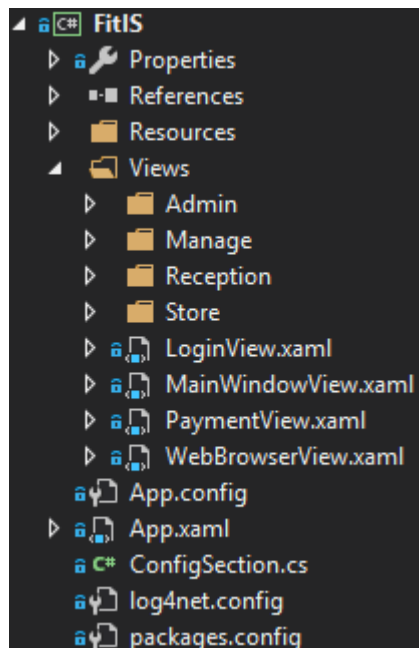 C# FitIS
Properties
References
Resources
Views
Admin
Manage
Reception
Store
LoginView.xaml
MainWindowView.xaml
PaymentView.xaml
WebBrowserView.xaml
App.config
App.xaml
C# ConfigSection.cs
log4net.config
packages.config